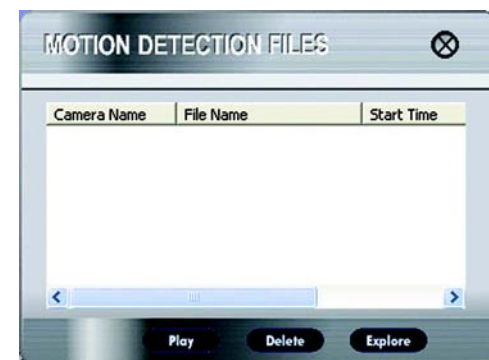 MOTION DETECTION FILES
Camera Name File Name Start Time
Play Delete Explore